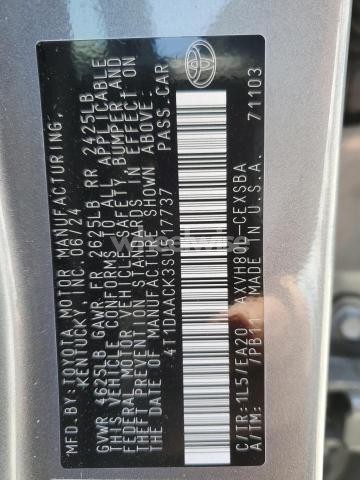 MFD. BY: TOYOTA MOTOR MANUFACTURING,
KENTUCKY, INC. 06/24
GVWR 4625LB GAWR FR 2625LB RR 2425LB
THIS VEHICLE CONFORMS TO ALL APPLICABLE
FEDERAL MOTOR VEHICLE SAFETY, BUMPER AND
THEFT PREVENTION STANDARDS IN EFFECT ON
THE DATE OF MANUFACTURE SHOWN ABOVE.
4T1DAACK3SU517737 PASS.CAR
C/TR:1L5/EA20 AXVH80L-CEXSBA
A/TM: /PB11 MADE IN U.S.A. 71103